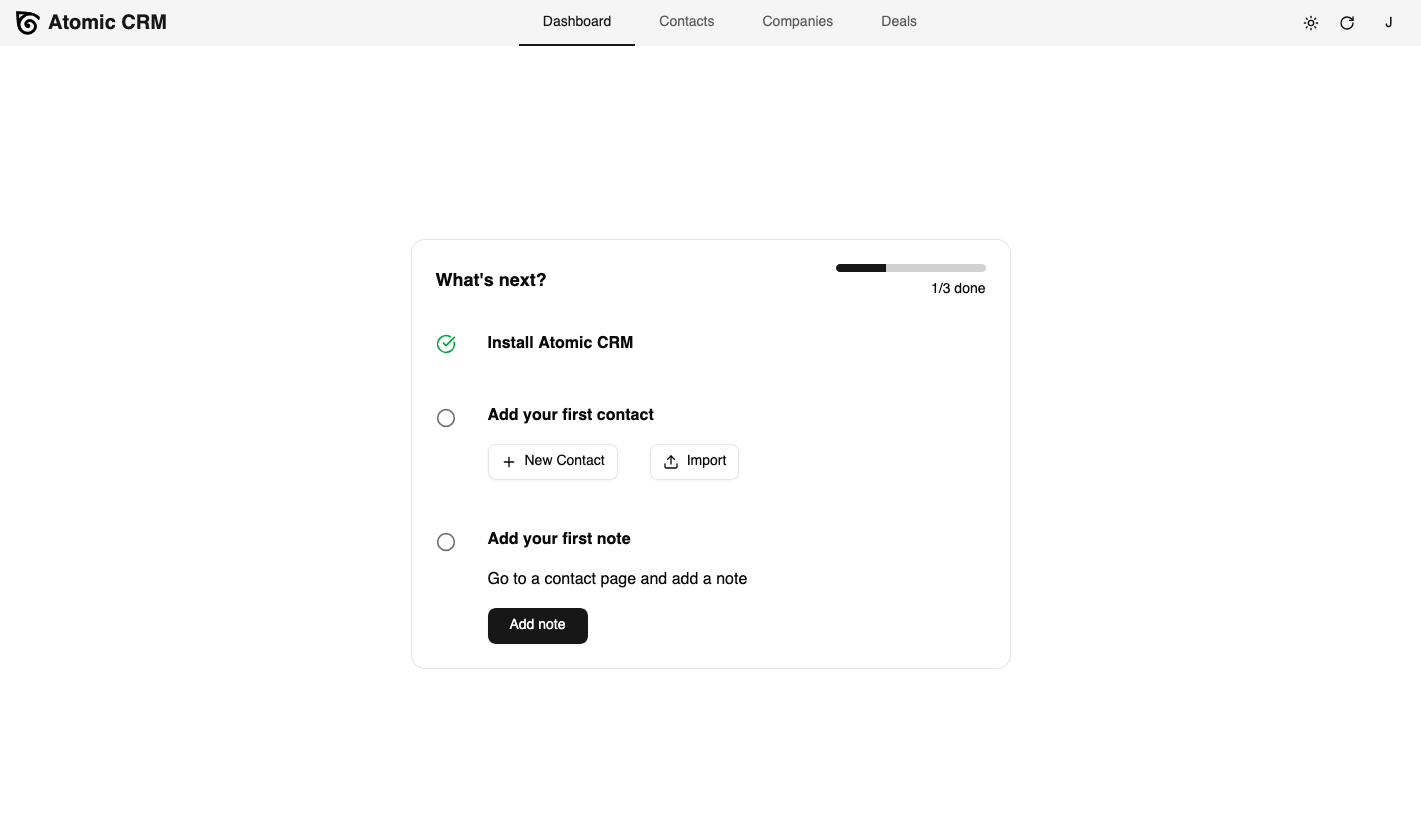 Atomic CRM
Dashboard
Contacts
Companies
Deals
J
What's next?
1/3 done
Install Atomic CRM
Add your first contact
New Contact
Import
Add your first note
Go to a contact page and add a note
Add note